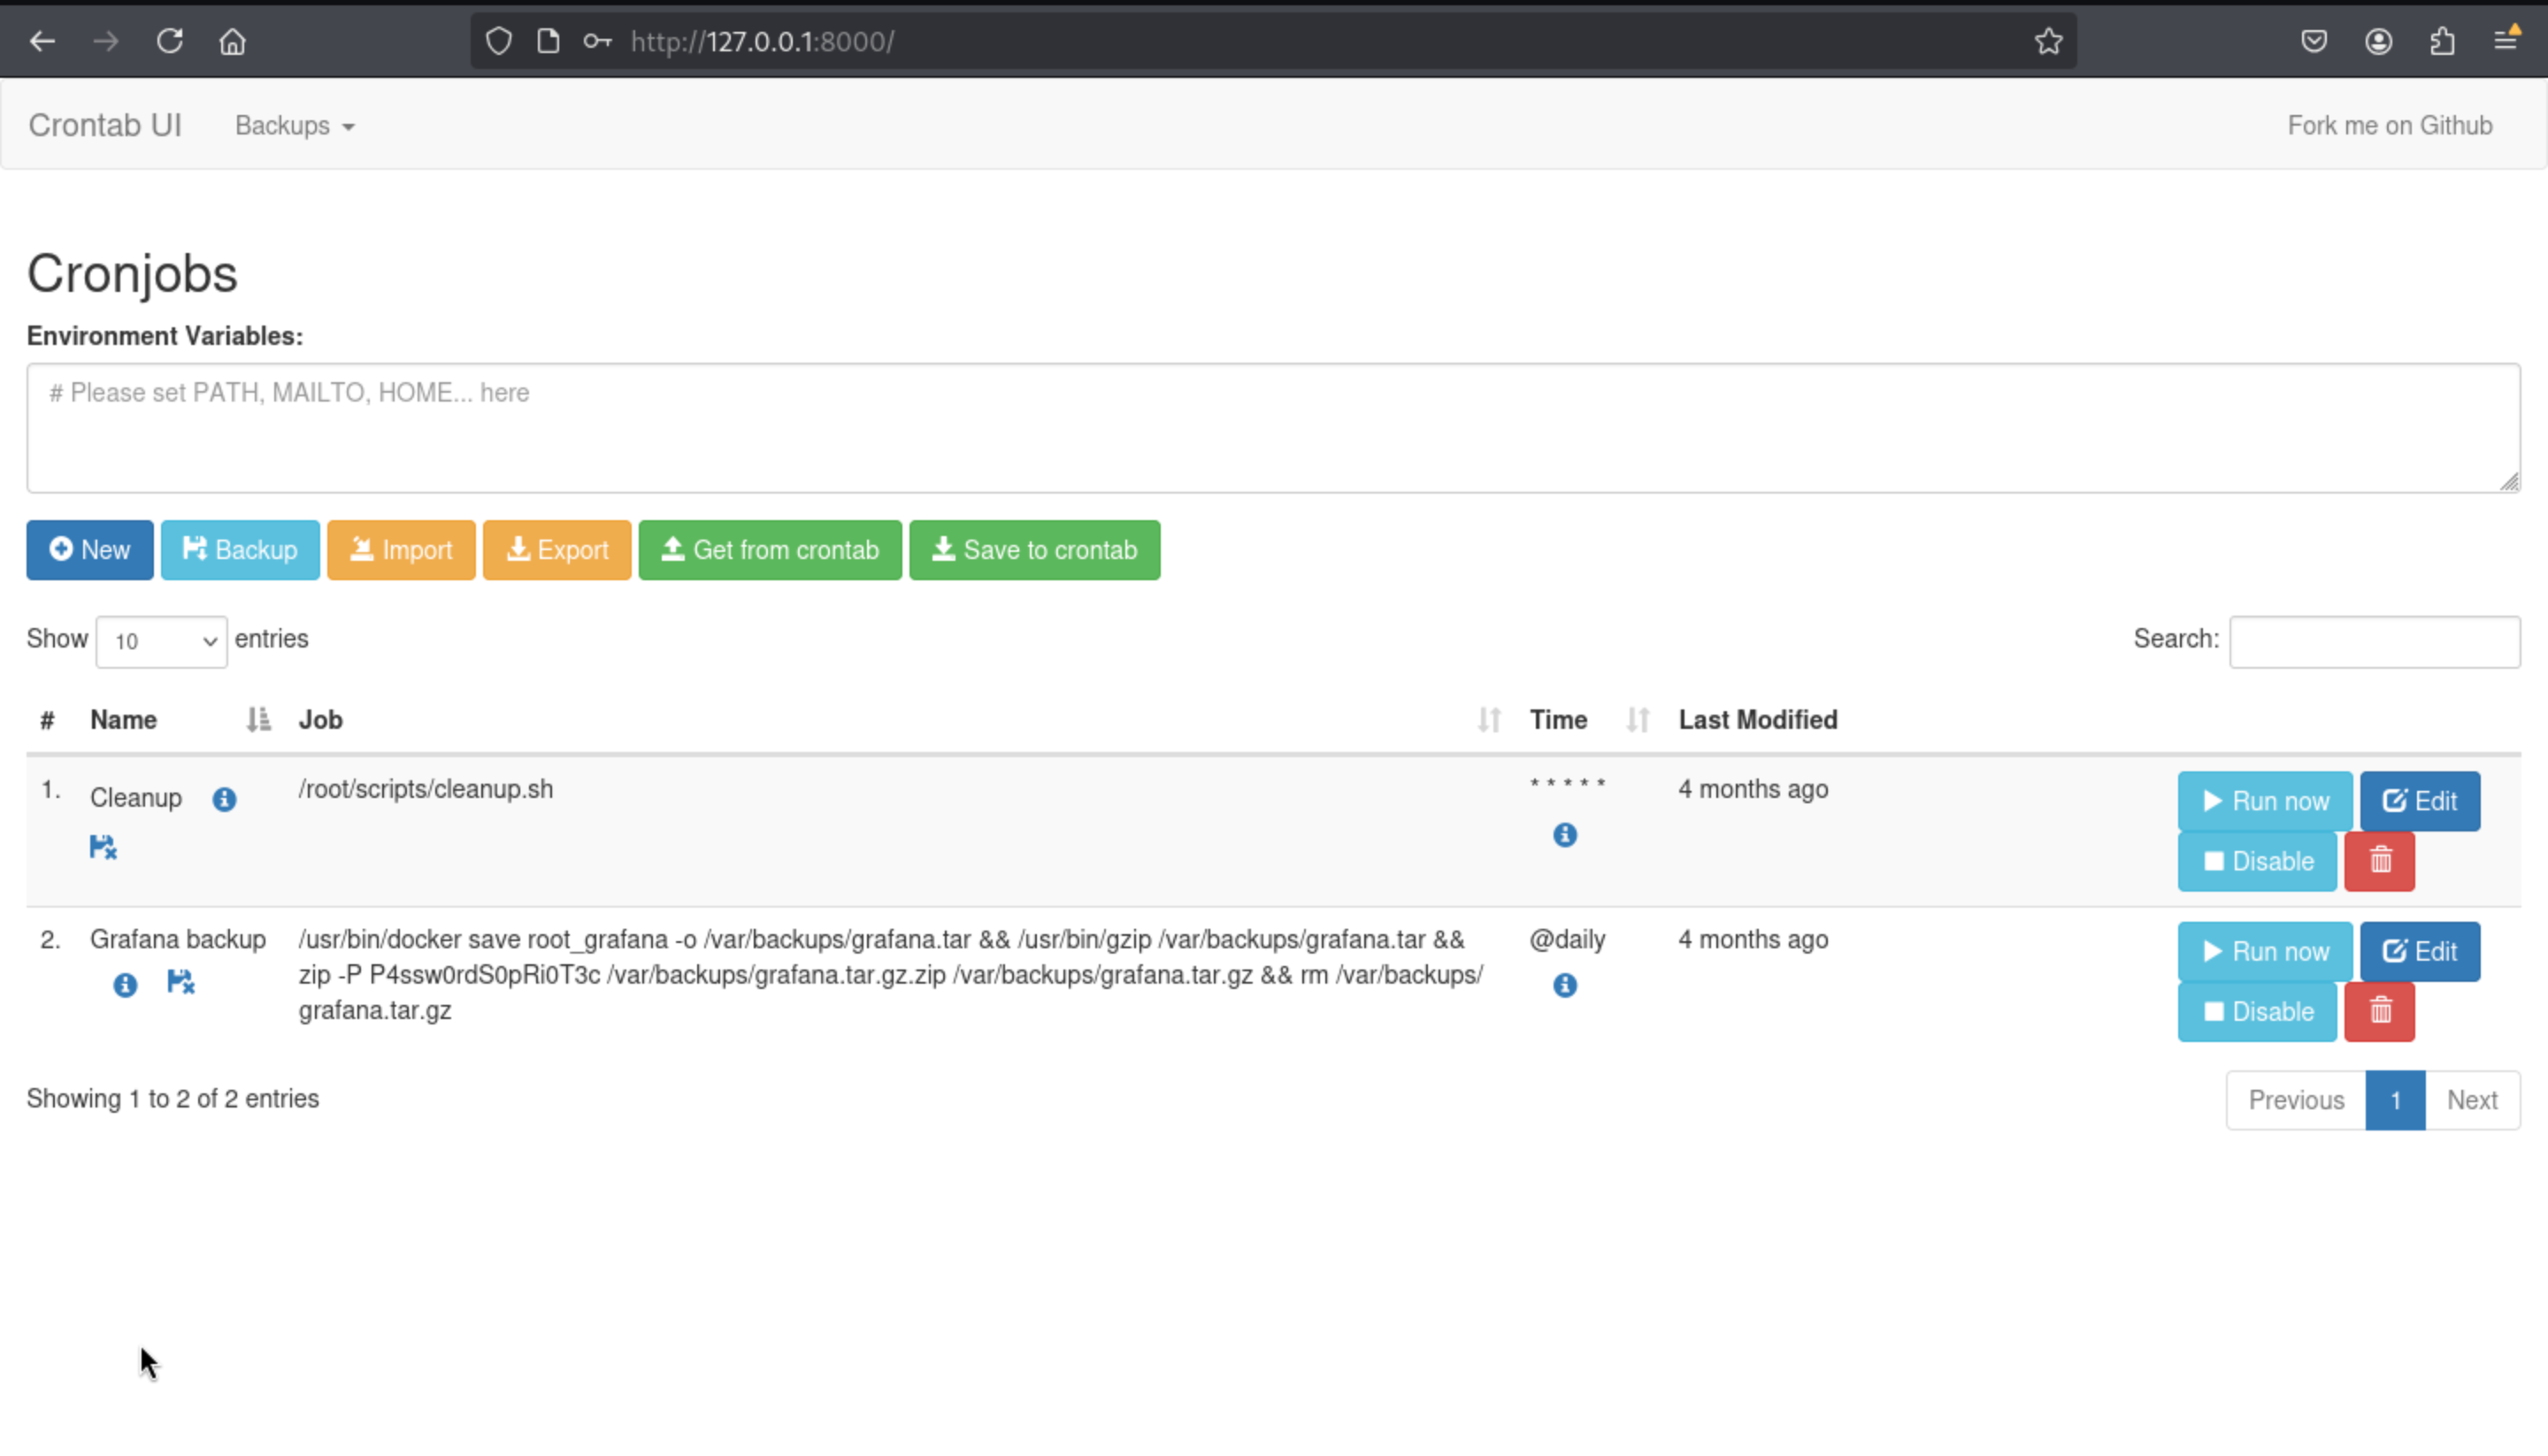 http://127.0.0.1:8000/
Crontab UI Backups Fork me on Github
Cronjobs
Environment Variables:
# Please set PATH, MAILTO, HOME... here
New Backup Import Export Get from crontab Save to crontab
Show 10 entries Search:
# Name Job Time Last Modified
1. Cleanup /root/scripts/cleanup.sh * * * * * 4 months ago Run now Edit
Disable
2. Grafana backup /usr/bin/docker save root_grafana -o /var/backups/grafana.tar && /usr/bin/gzip /var/backups/grafana.tar && @daily 4 months ago Run now Edit
zip -P P4ssw0rdS0pRi0T3c /var/backups/grafana.tar.gz.zip /var/backups/grafana.tar.gz && rm /var/backups/
grafana.tar.gz Disable
Showing 1 to 2 of 2 entries Previous 1 Next